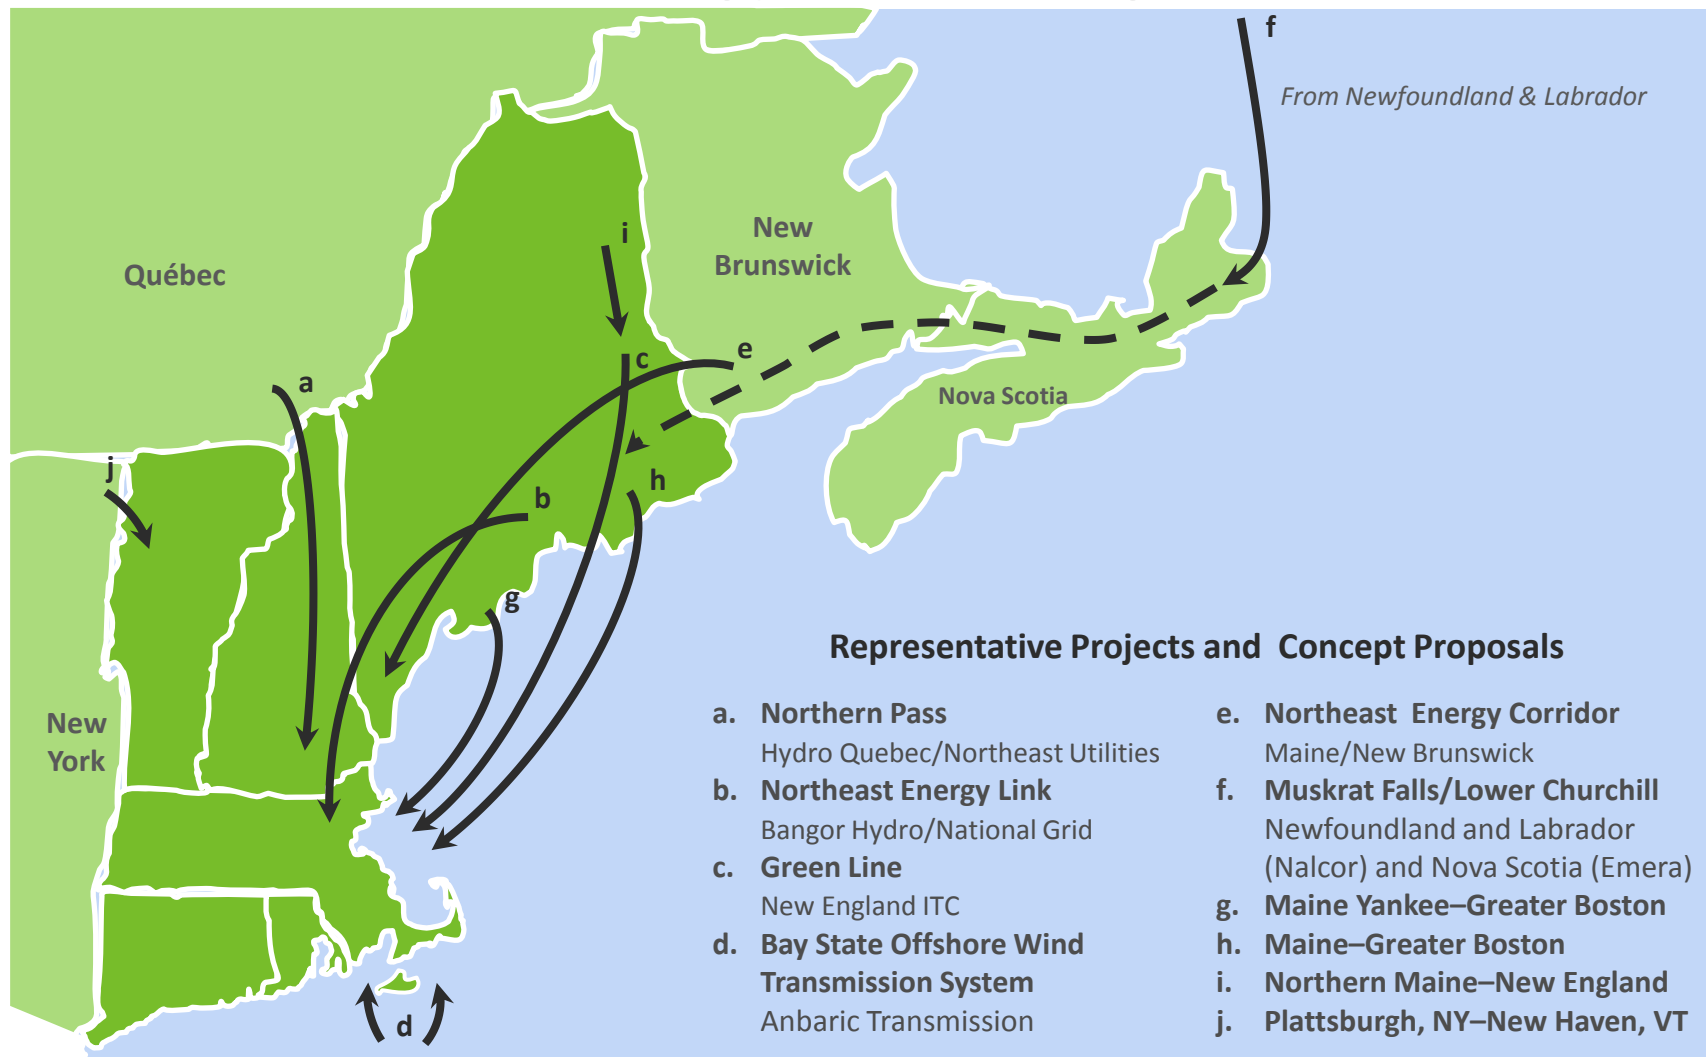 f
From Newfoundland & Labrador
i
New
Brunswick
Québec
e
c
a
Nova Scotia
j
h
b
g
New
York
d
Representative Projects and Concept Proposals
a. Northern Pass
Hydro Quebec/Northeast Utilities
b. Northeast Energy Link
Bangor Hydro/National Grid
c. Green Line
New England ITC
d. Bay State Offshore Wind
Transmission System
Anbaric Transmission
e. Northeast Energy Corridor
Maine/New Brunswick
f. Muskrat Falls/Lower Churchill
Newfoundland and Labrador
(Nalcor) and Nova Scotia (Emera)
g. Maine Yankee–Greater Boston
h. Maine–Greater Boston
i. Northern Maine–New England
j. Plattsburgh, NY–New Haven, VT